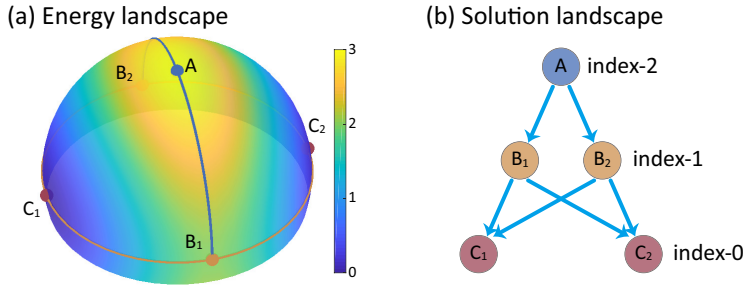 (a) Energy landscape
B₂
A
C₂
C₁
B₁
3
2
1
0
(b) Solution landscape
A index-2
B₁ B₂ index-1
C₁ C₂ index-0